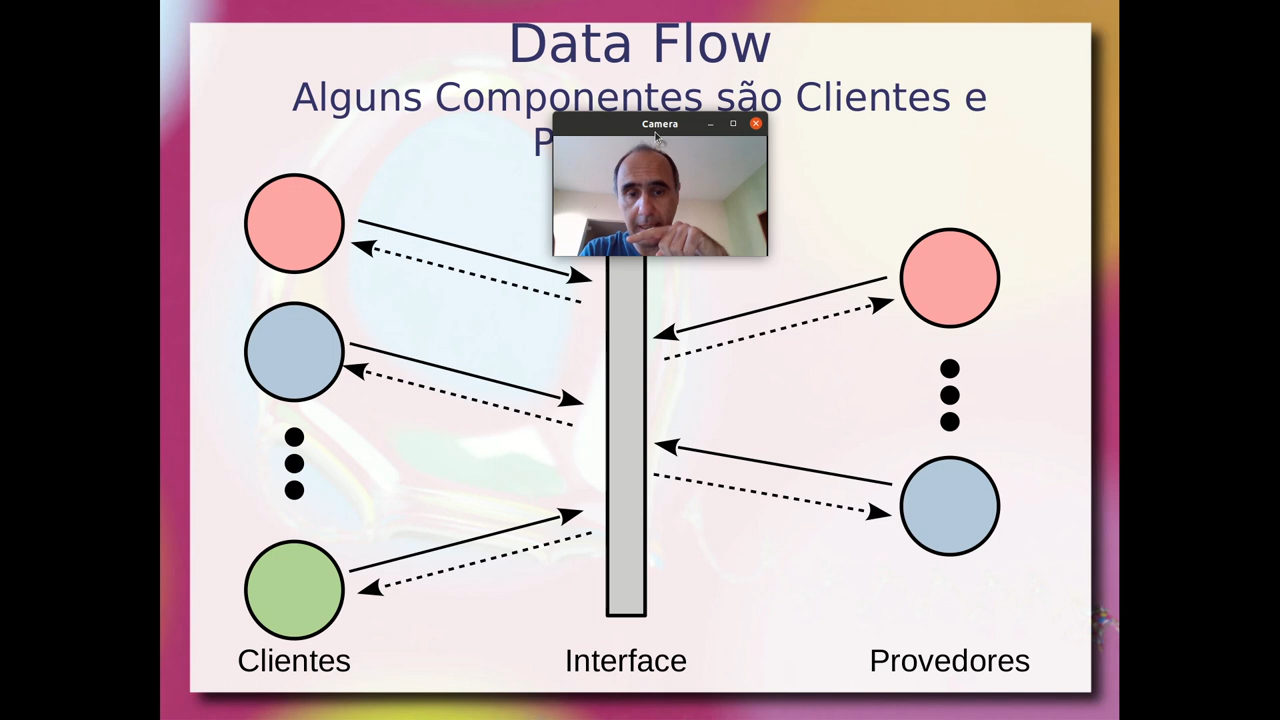 Data Flow
Alguns Componentes são Clientes e
Camera
Clientes
Interface
Provedores